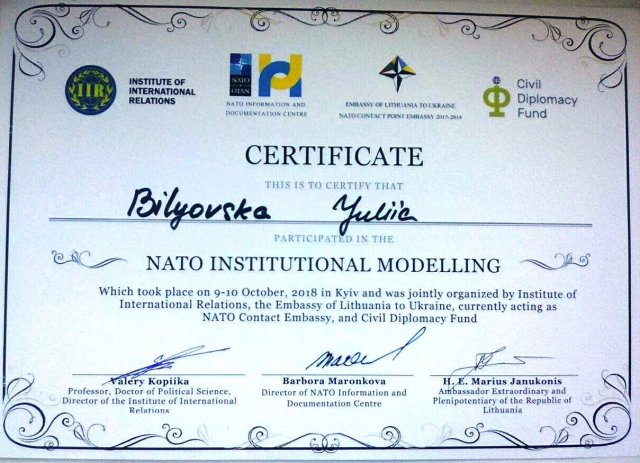 IIR
INSTITUTE OF
INTERNATIONAL
RELATIONS
NATO
OTAN
NATO INFORMATION AND
DOCUMENTATION CENTRE
EMBASSY OF LITHUANIA TO UKRAINE
NATO CONTACT POINT EMBASSY 2015-2018
Civil
Diplomacy
Fund
CERTIFICATE
THIS IS TO CERTIFY THAT
Bilyovska Yuliia
PARTICIPATED IN THE
NATO INSTITUTIONAL MODELLING
Which took place on 9-10 October, 2018 in Kyiv and was jointly organized by Institute of
International Relations, the Embassy of Lithuania to Ukraine, currently acting as
NATO Contact Embassy, and Civil Diplomacy Fund
Valery Kopiika
Professor, Doctor of Political Science,
Director of the Institute of International
Relations
Barbora Maronkova
Director of NATO Information and
Documentation Centre
H. E. Marius Janukonis
Ambassador Extraordinary and
Plenipotentiary of the Republic of
Lithuania